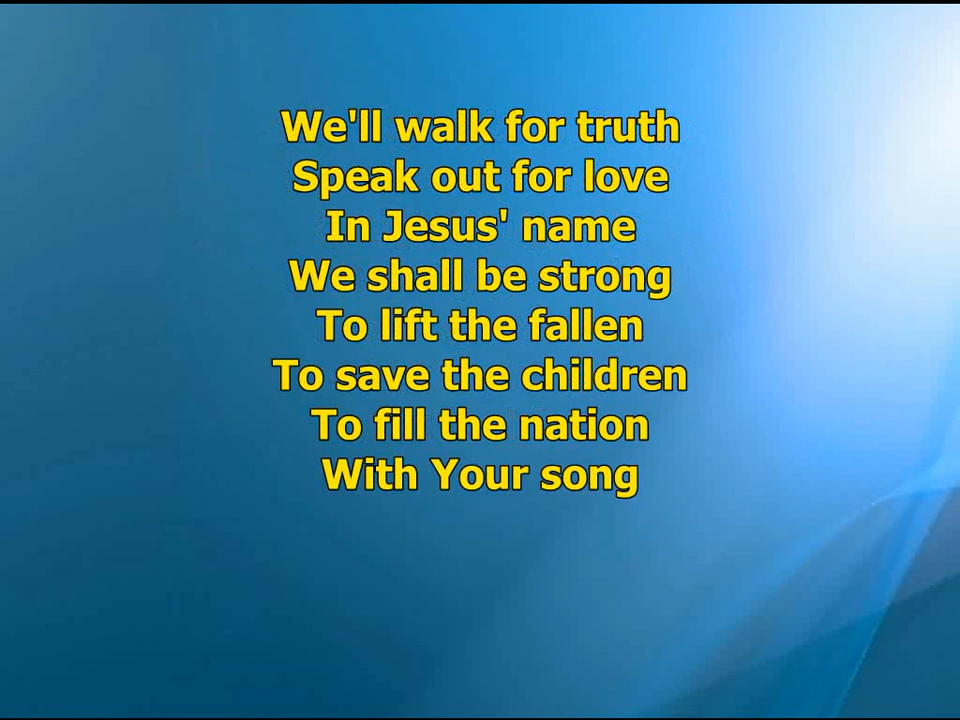 We'll walk for truth
Speak out for love
In Jesus' name
We shall be strong
To lift the fallen
To save the children
To fill the nation
With Your song